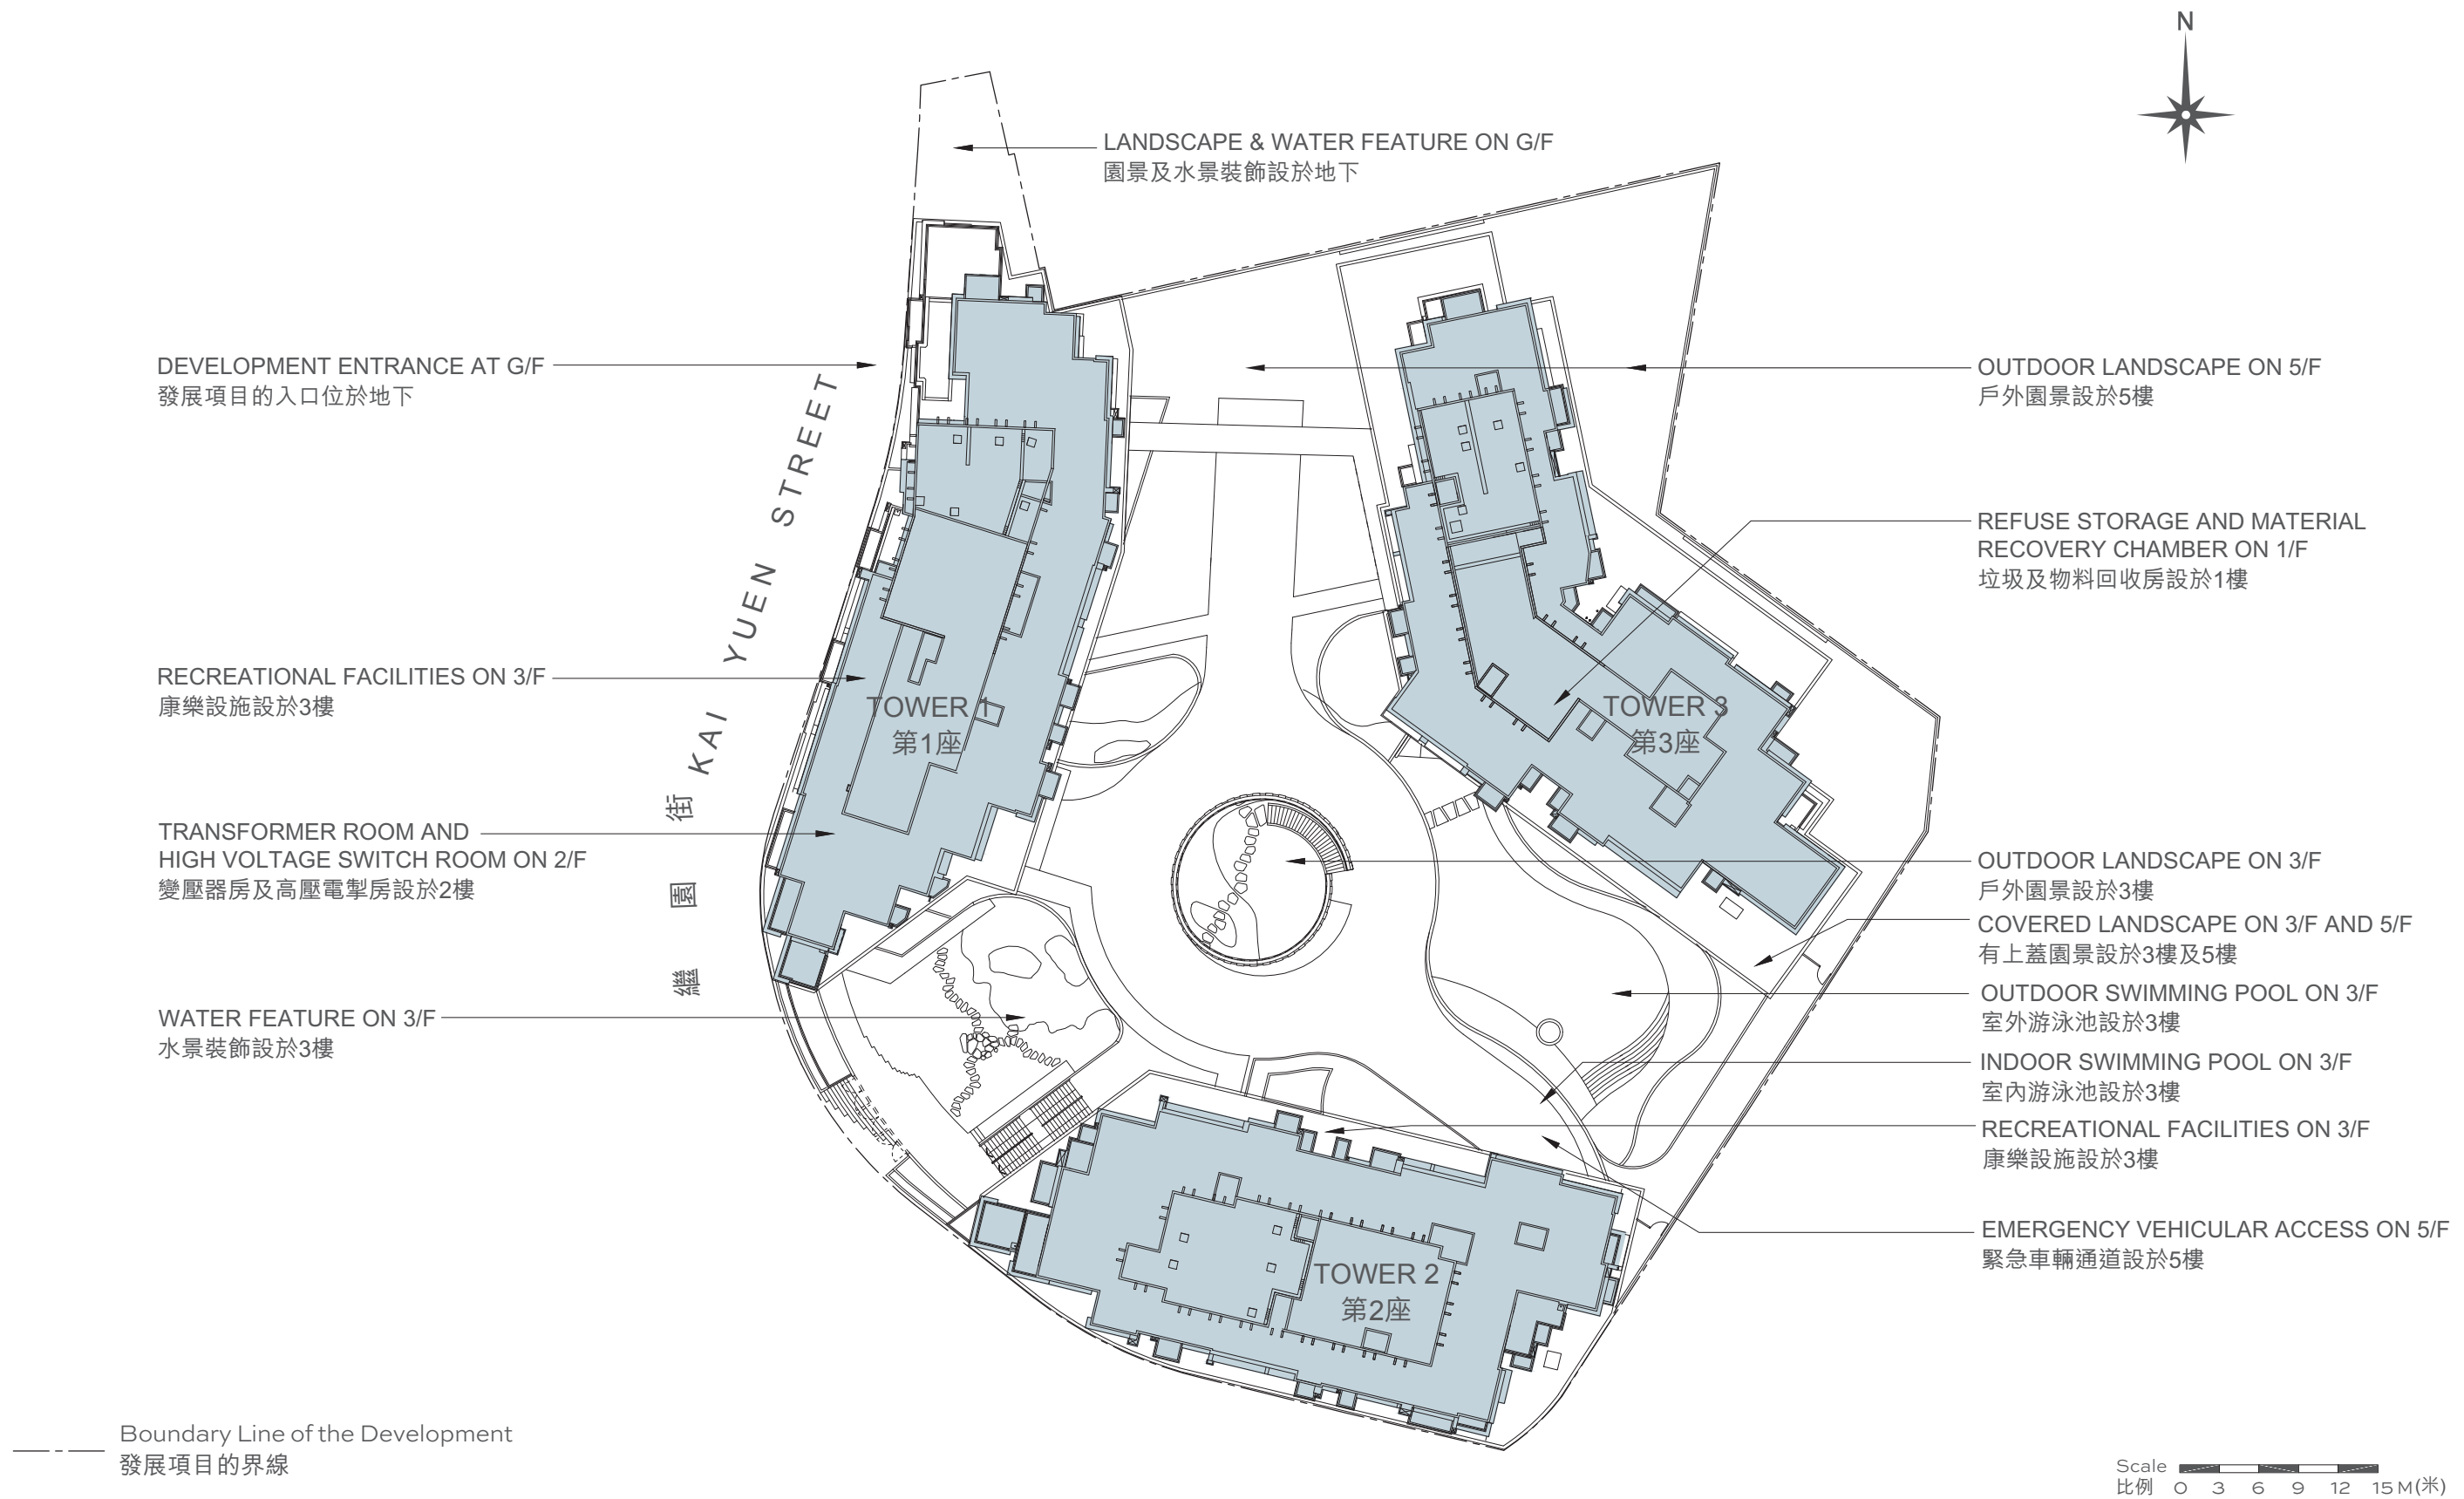 N
LANDSCAPE & WATER FEATURE ON G/F
園景及水景裝飾設於地下
DEVELOPMENT ENTRANCE AT G/F
發展項目的入口位於地下
OUTDOOR LANDSCAPE ON 5/F
戶外園景設於5樓
REFUSE STORAGE AND MATERIAL
RECOVERY CHAMBER ON 1/F
垃圾及物料回收房設於1樓
KAI YUEN STREET
繼園街
RECREATIONAL FACILITIES ON 3/F
康樂設施設於3樓
TOWER 1
第1座
TOWER 3
第3座
TRANSFORMER ROOM AND
HIGH VOLTAGE SWITCH ROOM ON 2/F
變壓器房及高壓電掣房設於2樓
OUTDOOR LANDSCAPE ON 3/F
戶外園景設於3樓
COVERED LANDSCAPE ON 3/F AND 5/F
有上蓋園景設於3樓及5樓
OUTDOOR SWIMMING POOL ON 3/F
室外游泳池設於3樓
WATER FEATURE ON 3/F
水景裝飾設於3樓
INDOOR SWIMMING POOL ON 3/F
室內游泳池設於3樓
RECREATIONAL FACILITIES ON 3/F
康樂設施設於3樓
EMERGENCY VEHICULAR ACCESS ON 5/F
緊急車輛通道設於5樓
TOWER 2
第2座
Boundary Line of the Development
發展項目的界線
Scale
比例 0 3 6 9 12 15 M(米)